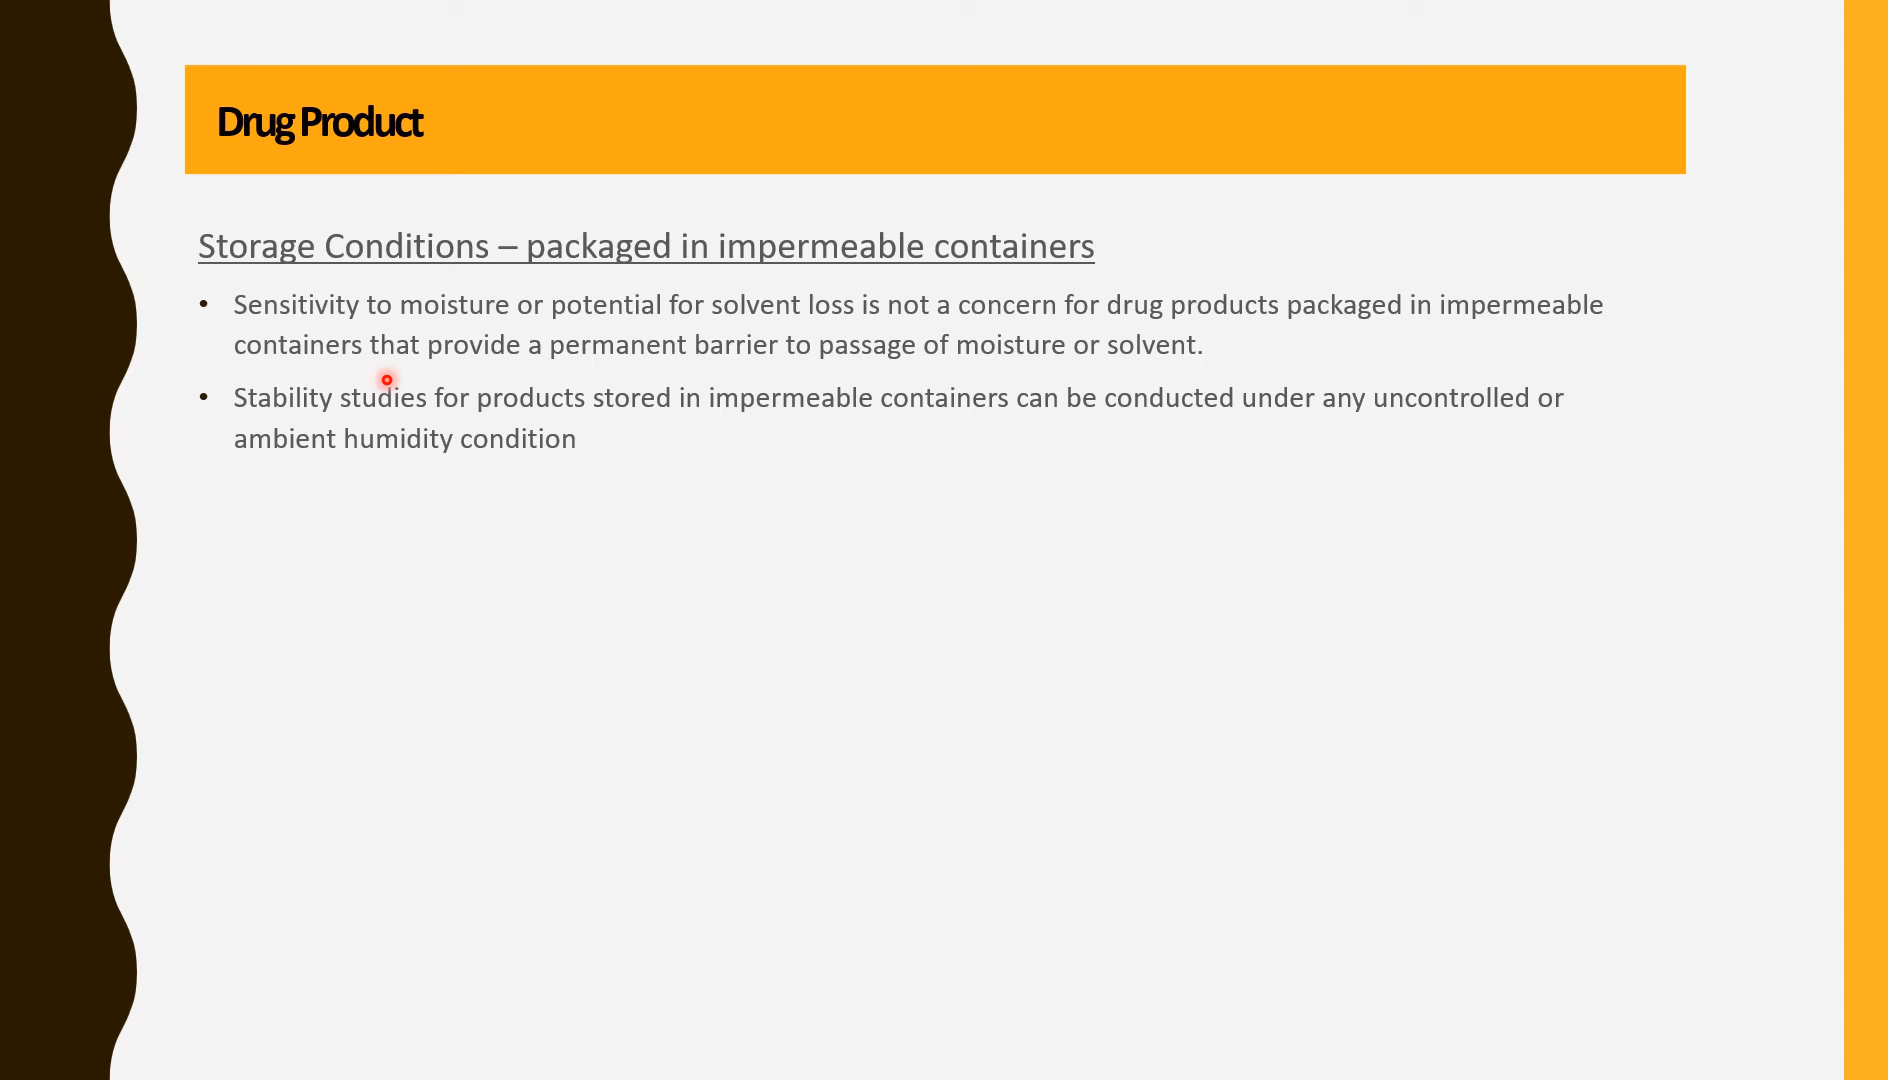 Drug Product
Storage Conditions – packaged in impermeable containers
• Sensitivity to moisture or potential for solvent loss is not a concern for drug products packaged in impermeable
containers that provide a permanent barrier to passage of moisture or solvent.
• Stability studies for products stored in impermeable containers can be conducted under any uncontrolled or
ambient humidity condition